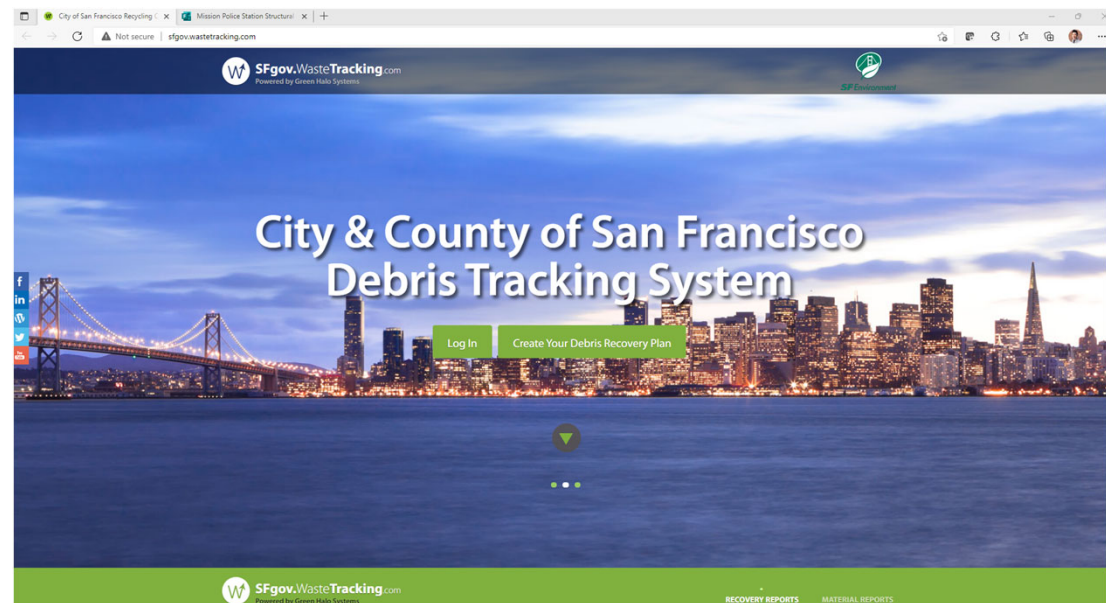 City of San Francisco Recycling C
Mission Police Station Structural
Not secure | sfgov.wastetracking.com
SFgov.WasteTracking.com
Powered by Green Halo Systems
SF Environment
City & County of San Francisco
Debris Tracking System
Log In
Create Your Debris Recovery Plan
SFgov.WasteTracking.com
Powered by Green Halo Systems
RECOVERY REPORTS
MATERIAL REPORTS